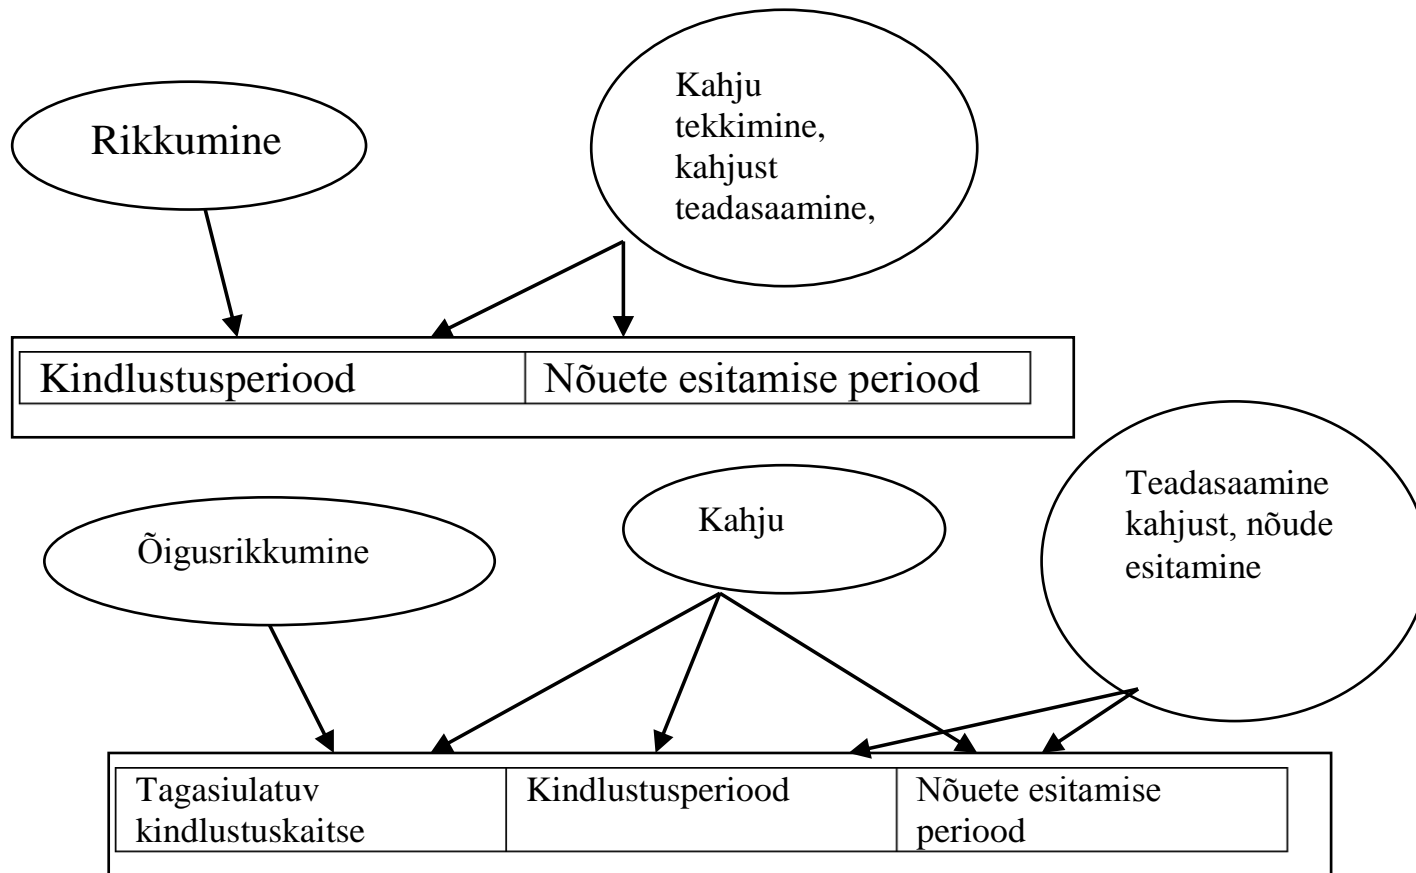 Rikkumine
Kahju
tekkimine,
kahjust
teadasaamine,
Kindlustusperiood
Nõuete esitamise periood
Õigusrikkumine
Kahju
Teadasaamine
kahjust, nõude
esitamine
Tagasiulatuv
kindlustuskaitse
Kindlustusperiood
Nõuete esitamise
periood